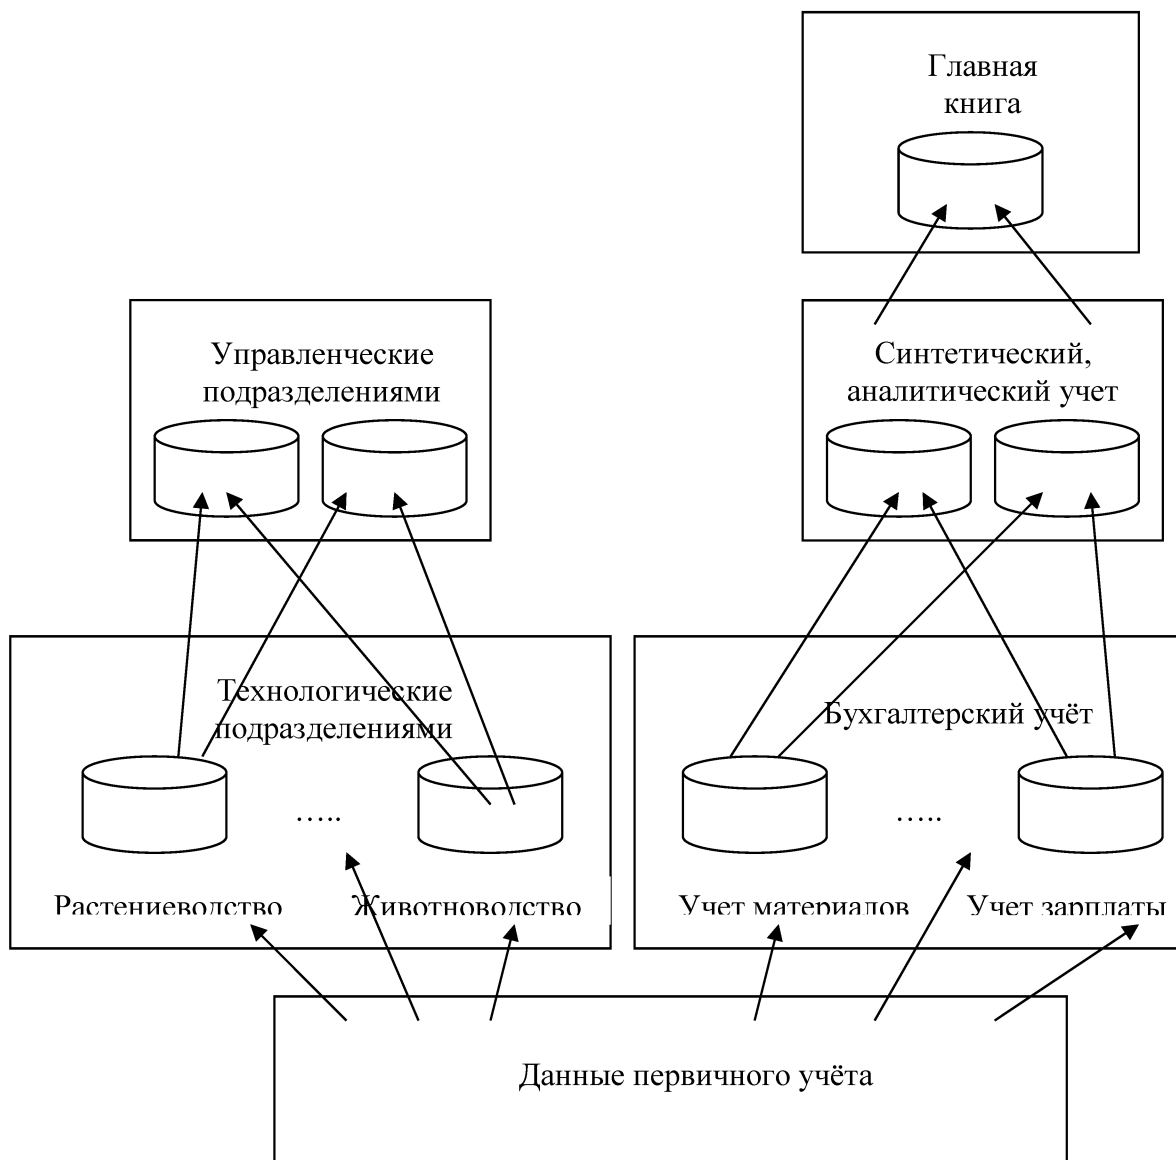 Главная
книга
Управленческие
подразделениями
Синтетический,
аналитический учет
Технологические
подразделениями
Бухгалтерский учёт
…..
…..
Растениеводство
Животноводство
Учет материалов
Учет зарплаты
Данные первичного учёта